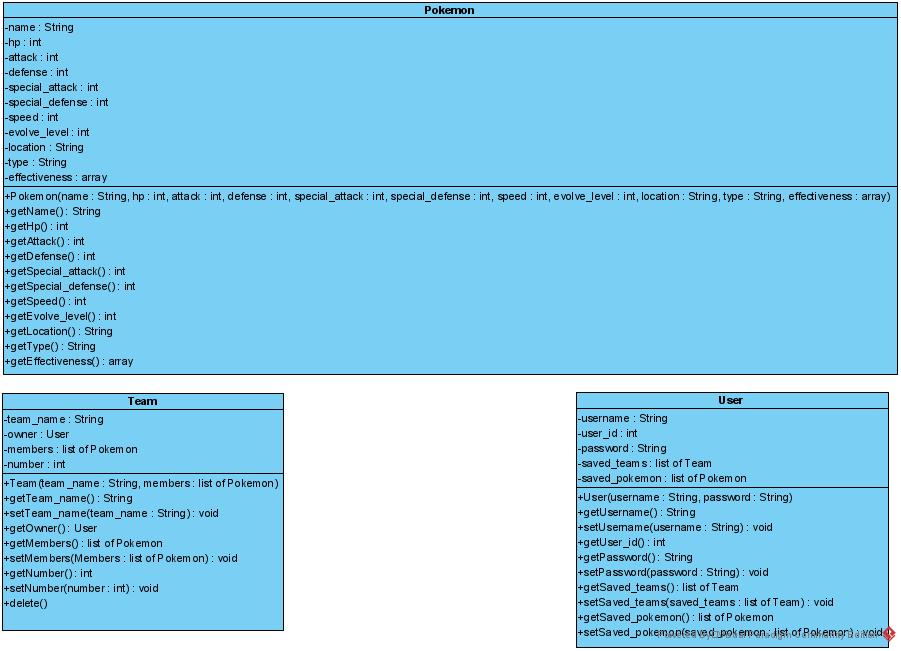 Pokemon
-name : String
-hp : int
-attack : int
-defense : int
-special_attack : int
-special_defense : int
-speed : int
-evolve_level : int
-location : String
-type : String
-effectiveness : array
+Pokemon(name : String, hp : int, attack : int, defense : int, special_attack : int, special_defense : int, speed : int, evolve_level : int, location : String, type : String, effectiveness : array)
+getName() : String
+getHp() : int
+getAttack() : int
+getDefense() : int
+getSpecial_attack() : int
+getSpecial_defense() : int
+getSpeed() : int
+getEvolve_level() : int
+getLocation() : String
+getType() : String
+getEffectiveness() : array
Team
-team_name : String
-owner : User
-members : list of Pokemon
-number : int
+Team(team_name : String, members : list of Pokemon)
+getTeam_name() : String
+setTeam_name(team_name : String) : void
+getOwner() : User
+getMembers() : list of Pokemon
+setMembers(Members : list of Pokemon) : void
+getNumber() : int
+setNumber(number : int) : void
+delete()
User
-username : String
-user_id : int
-password : String
-saved_teams : list of Team
-saved_pokemon : list of Pokemon
+User(username : String, password : String)
+getUsername() : String
+setUsername(username : String) : void
+getUser_id() : int
+getPassword() : String
+setPassword(password : String) : void
+getSaved_teams() : list of Team
+setSaved_teams(saved_teams : list of Team) : void
+getSaved_pokemon() : list of Pokemon
+setSaved_pokemon(saved_pokemon : list of Pokemon) : void